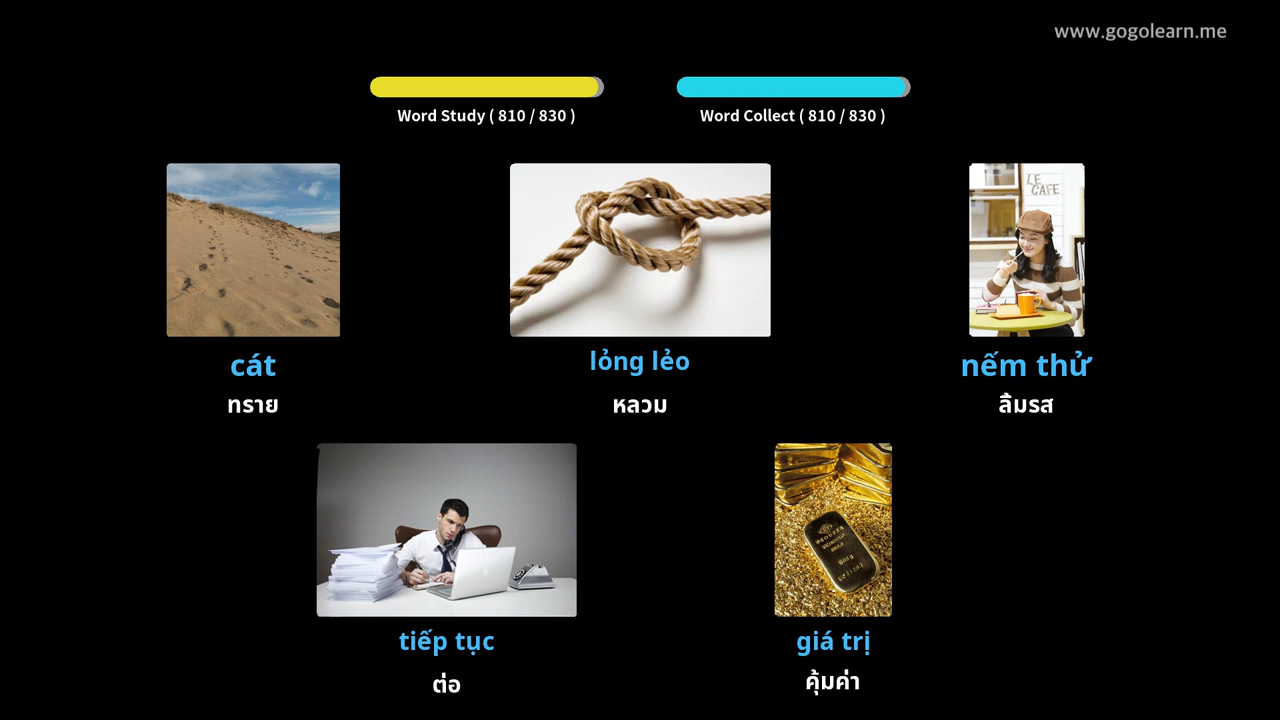 www.gogolearn.me
Word Study ( 810 / 830 )
Word Collect ( 810 / 830 )
LE CAFE
cát
lỏng lẻo
nếm thử
ทราย
หลวม
ลิ้มรส
tiếp tục
giá trị
ต่อ
คุ้มค่า